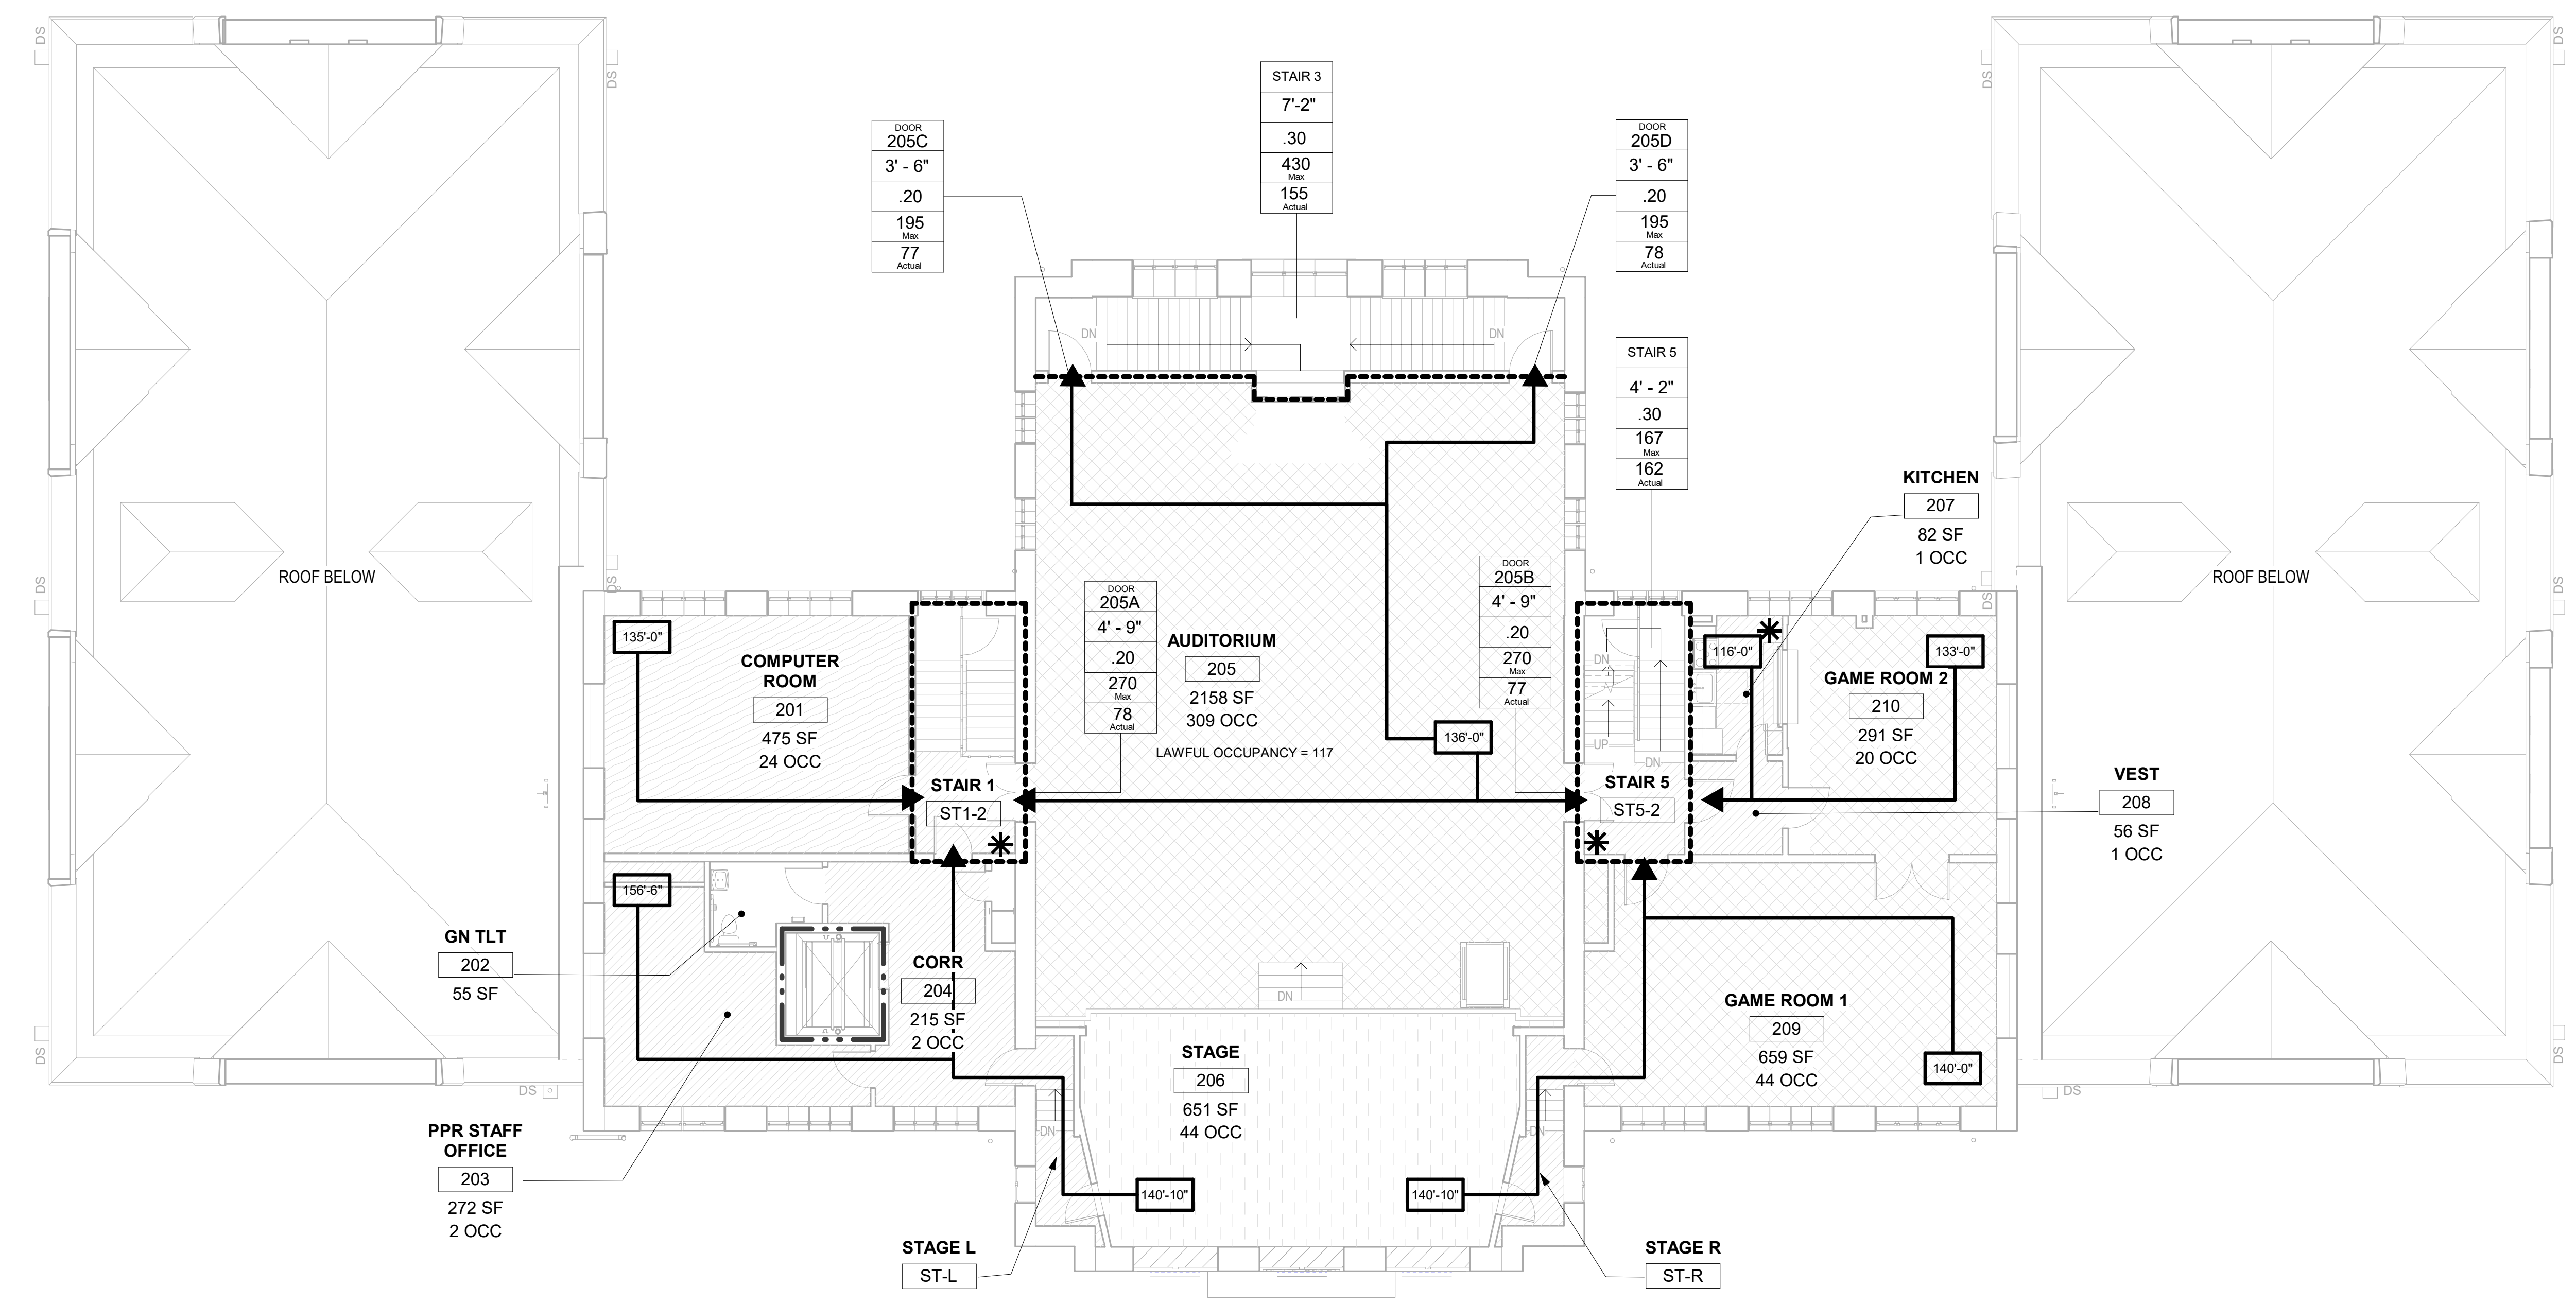 DS
DS
DS
DS
STAIR 3
7'-2"
.30
430
Max
155
Actual
DOOR
205C
3' - 6"
.20
195
Max
77
Actual
DOOR
205D
3' - 6"
.20
195
Max
78
Actual
DN
DN
STAIR 5
4' - 2"
.30
167
Max
162
Actual
KITCHEN
207
82 SF
1 OCC
ROOF BELOW
ROOF BELOW
DS
DS
DS
DS
DOOR
205A
4' - 9"
.20
270
Max
78
Actual
DOOR
205B
4' - 9"
.20
270
Max
77
Actual
AUDITORIUM
205
2158 SF
309 OCC
LAWFUL OCCUPANCY = 117
135'-0"
COMPUTER
ROOM
201
475 SF
24 OCC
136'-0"
DN
UP
DN
116'-0"
133'-0"
GAME ROOM 2
210
291 SF
20 OCC
STAIR 1
ST1-2
STAIR 5
ST5-2
VEST
208
56 SF
1 OCC
156'-6"
GN TLT
202
55 SF
CORR
204
215 SF
2 OCC
DN
GAME ROOM 1
209
659 SF
44 OCC
140'-0"
DS
DS
DS
DS
STAGE
206
651 SF
44 OCC
DN
DN
PPR STAFF
OFFICE
203
272 SF
2 OCC
140'-10"
140'-10"
STAGE L
ST-L
STAGE R
ST-R